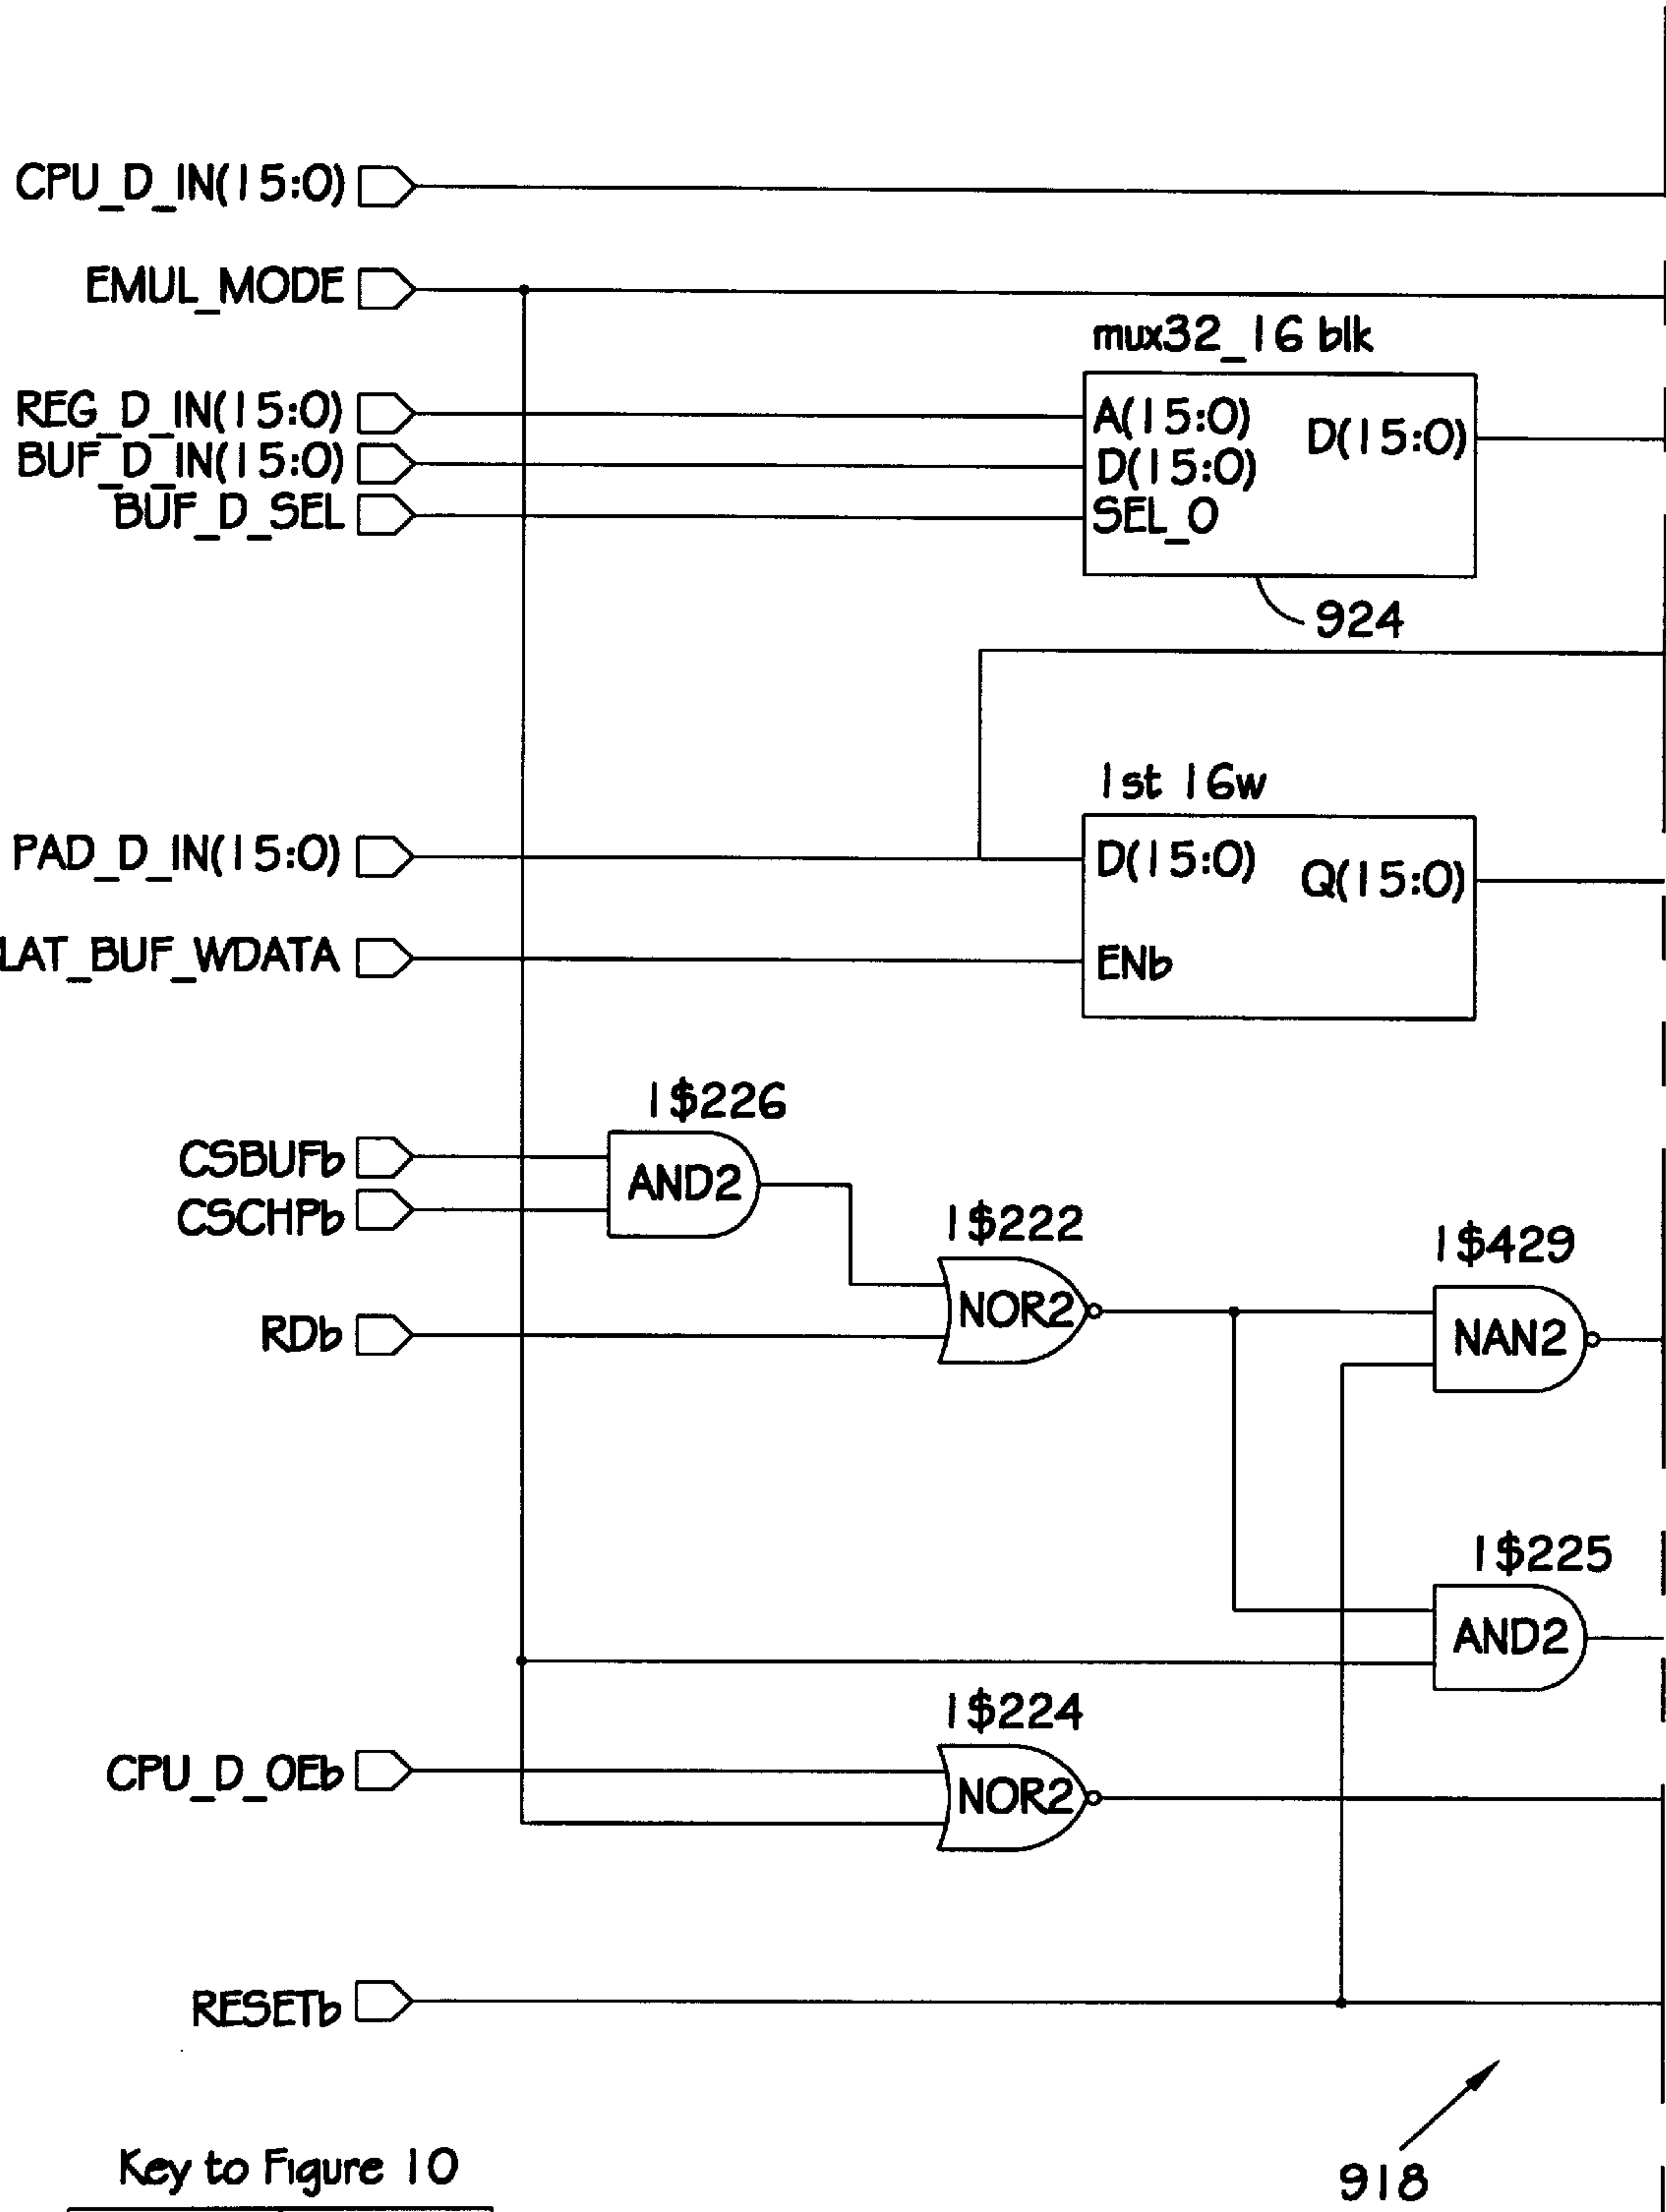 CPU_D_IN(15:0)
EMUL_MODE
mux32_16 blk
REG_D_IN(15:0)
A(15:0)
D(15:0)
BUF_D_IN(15:0)
D(15:0)
BUF_D_SEL
SEL_0
924
1st 16w
PAD_D_IN(15:0)
D(15:0)
Q(15:0)
LAT_BUF_WDATA
ENb
1$226
CSBUFb
AND2
CSCHPb
1$222
1$429
RDb
NOR2
NAN2
1$225
AND2
1$224
CPU_D_OEb
NOR2
RESETb
918
Key to Figure 10